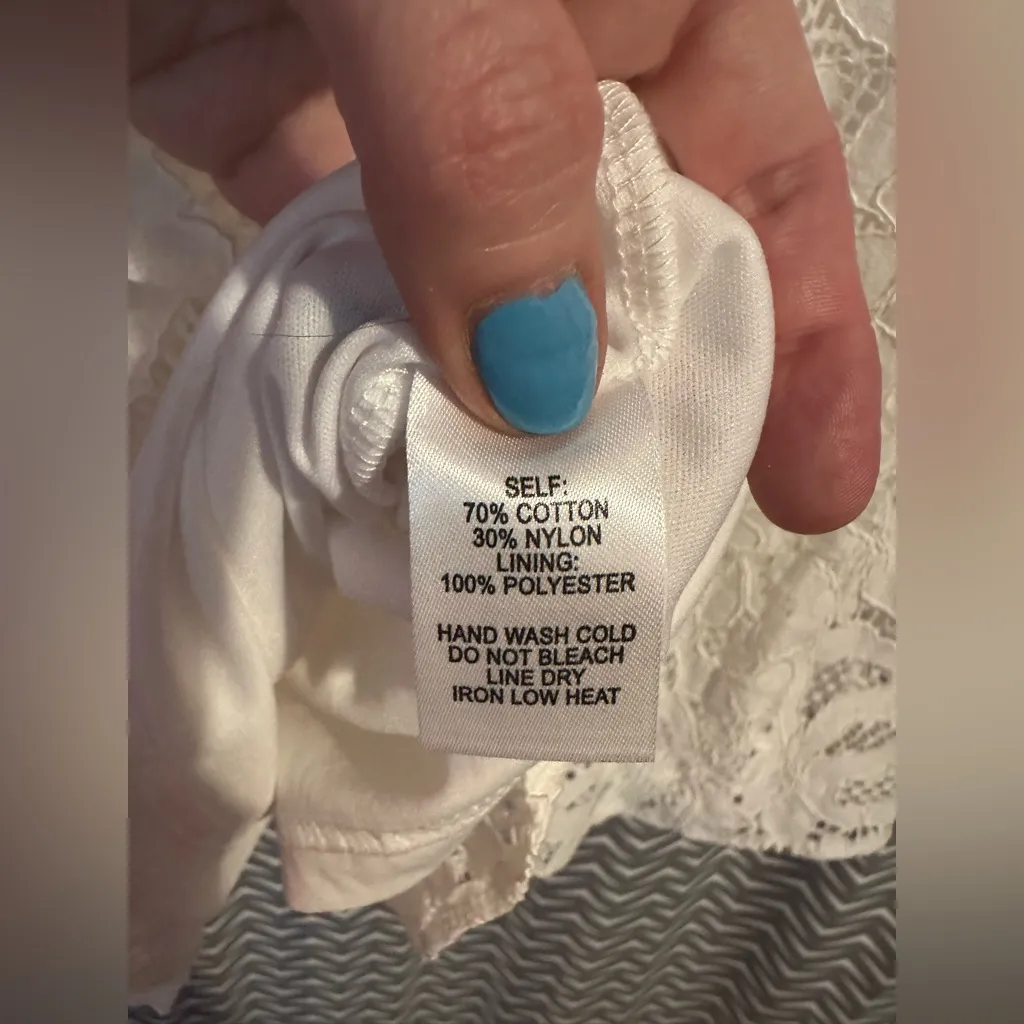 SELF:
70% COTTON
30% NYLON
LINING:
100% POLYESTER
HAND WASH COLD
DO NOT BLEACH
LINE DRY
IRON LOW HEAT